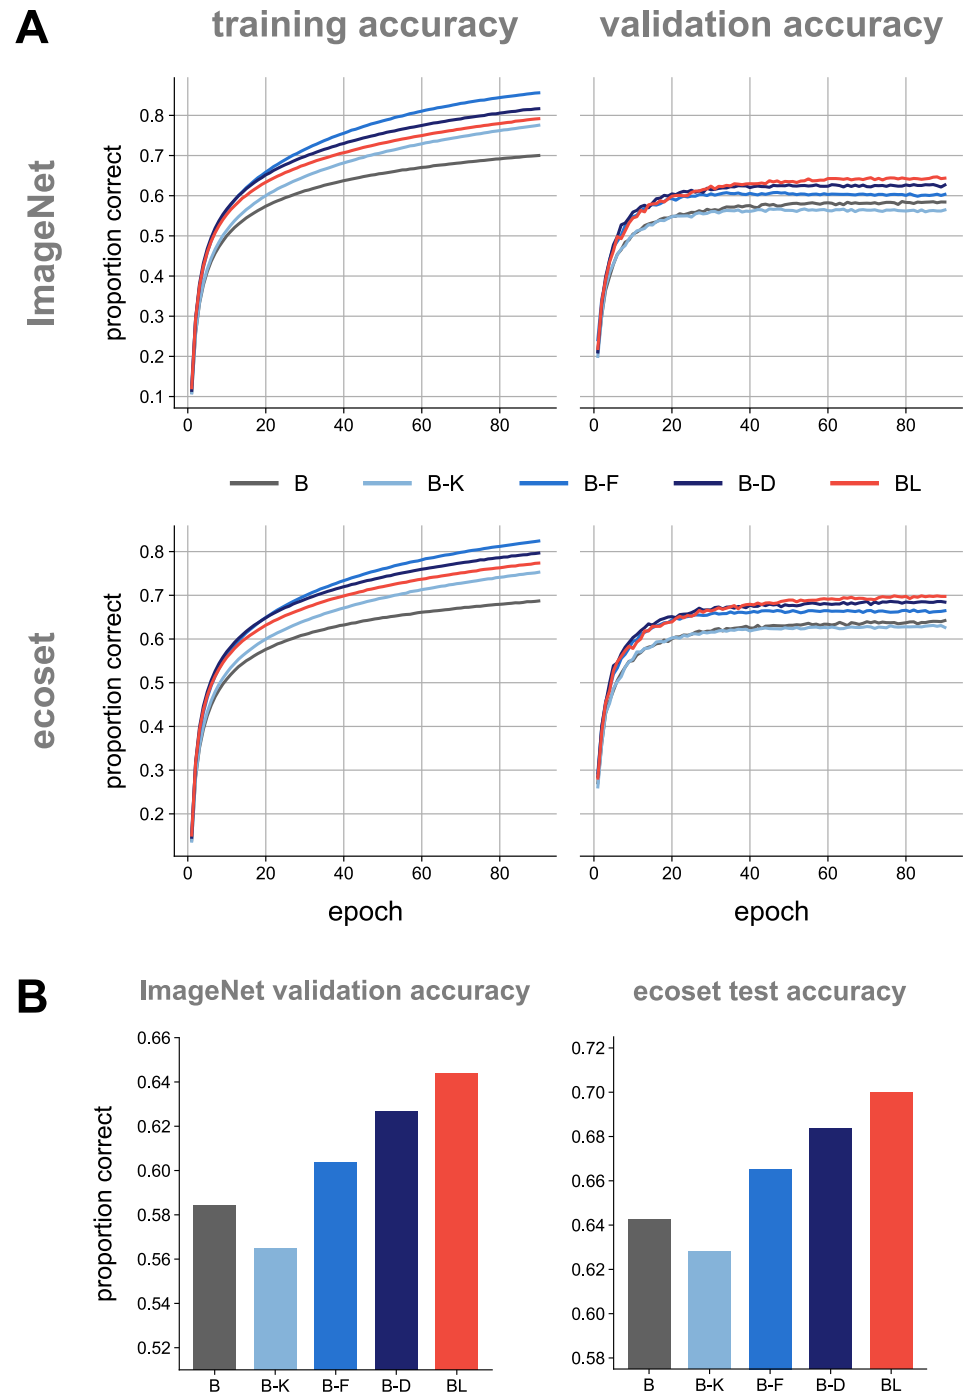 A
training accuracy
validation accuracy
ImageNet
proportion correct
0.8
0.7
0.6
0.5
0.4
0.3
0.2
0.1
0 20 40 60 80
0 20 40 60 80
B B-K B-F B-D BL
ecoset
proportion correct
0.8
0.7
0.6
0.5
0.4
0.3
0.2
0 20 40 60 80
0 20 40 60 80
epoch
epoch
B
ImageNet validation accuracy
proportion correct
0.66
0.64
0.62
0.60
0.58
0.56
0.54
0.52
B B-K B-F B-D BL
ecoset test accuracy
0.72
0.70
0.68
0.66
0.64
0.62
0.60
0.58
B B-K B-F B-D BL